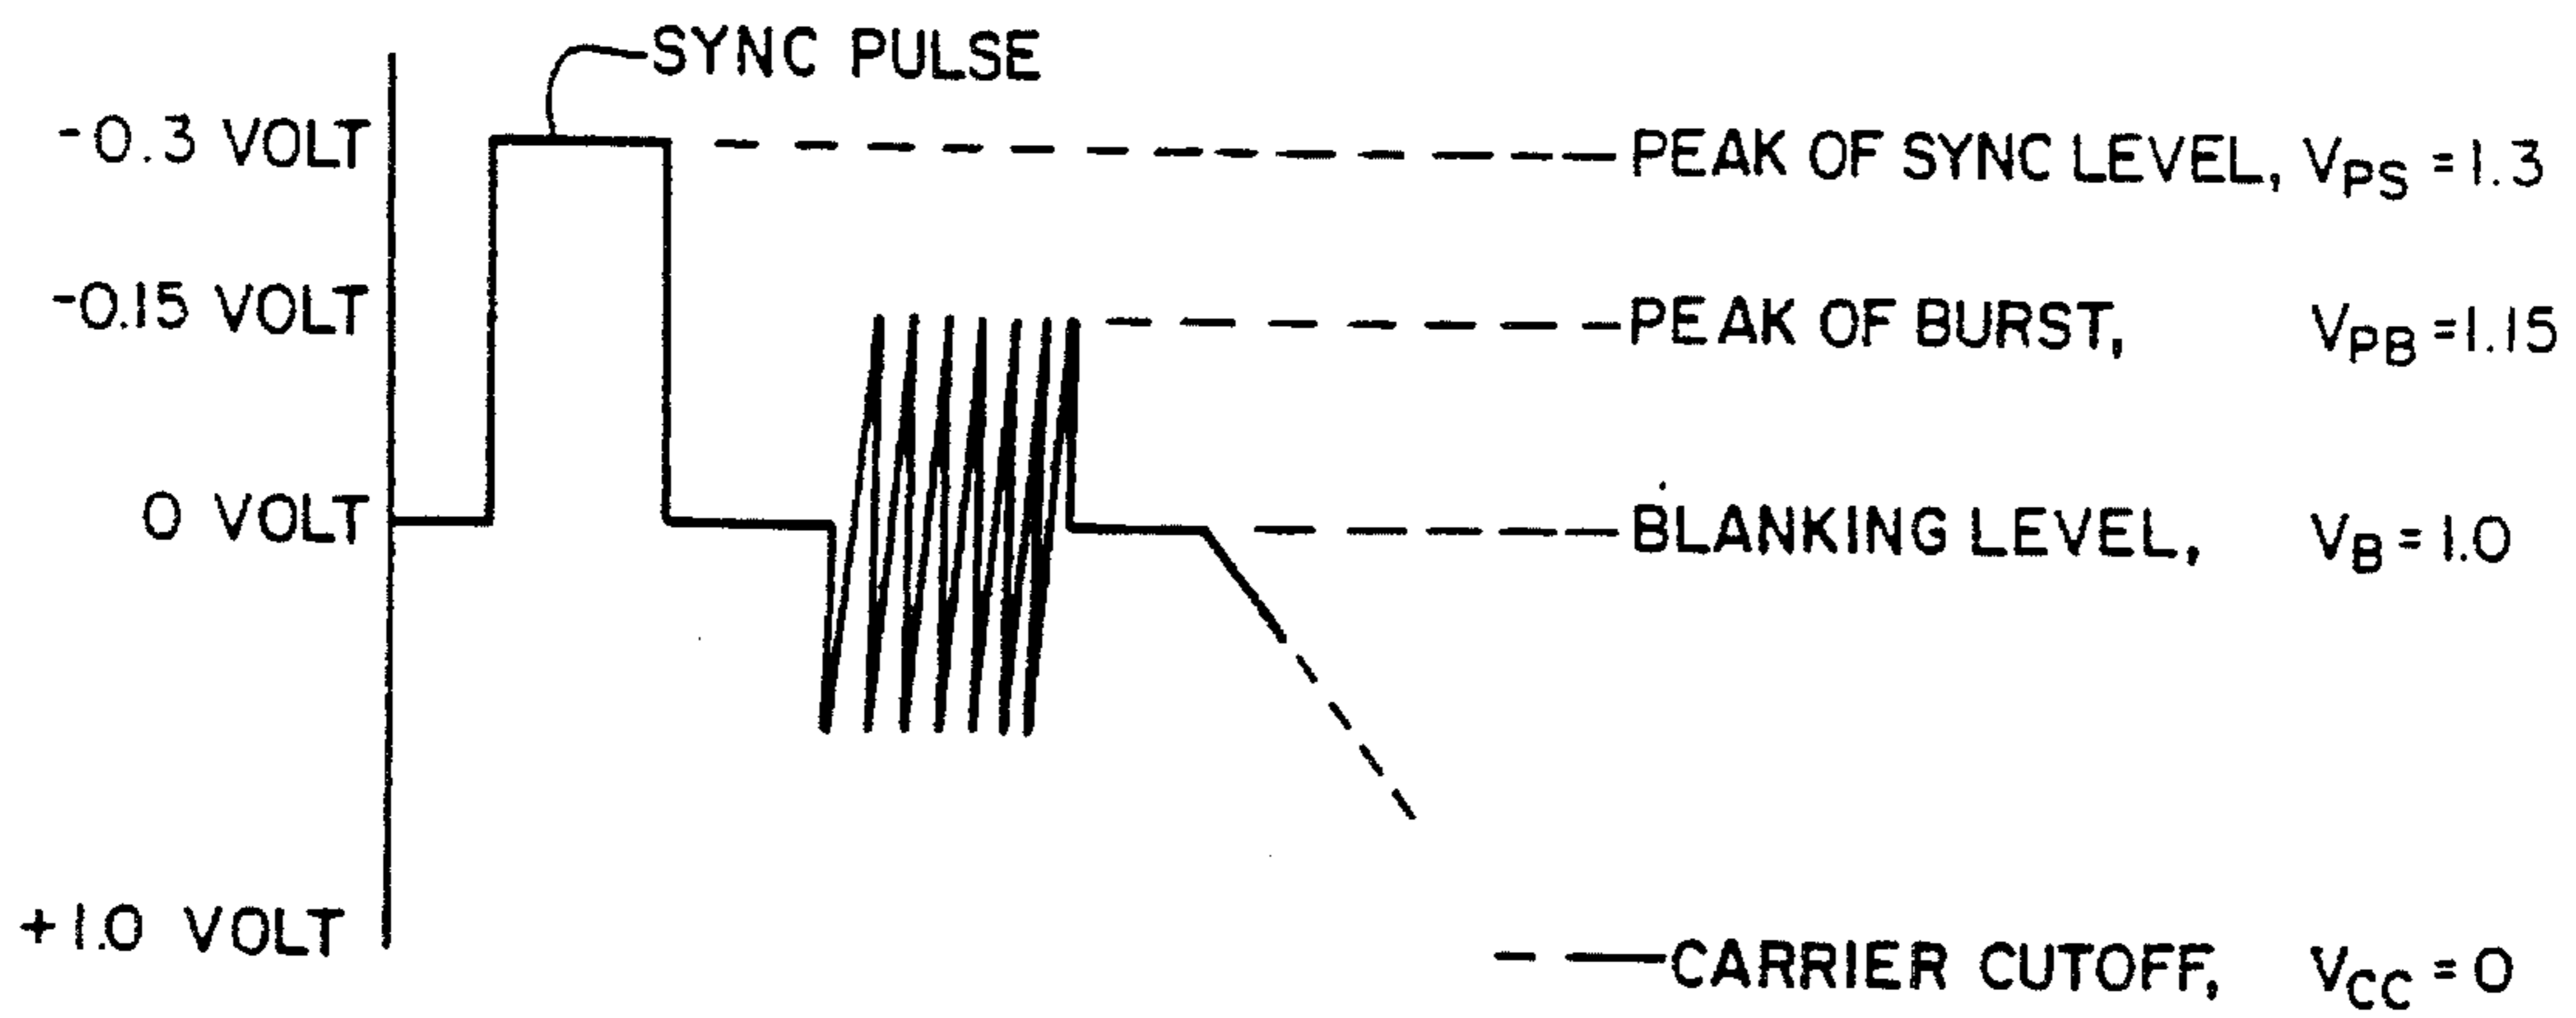 SYNC PULSE
-0.3 VOLT
PEAK OF SYNC LEVEL, VPS = 1.3
-0.15 VOLT
PEAK OF BURST, VPB = 1.15
0 VOLT
BLANKING LEVEL, VB = 1.0
+1.0 VOLT
CARRIER CUTOFF, VCC = 0